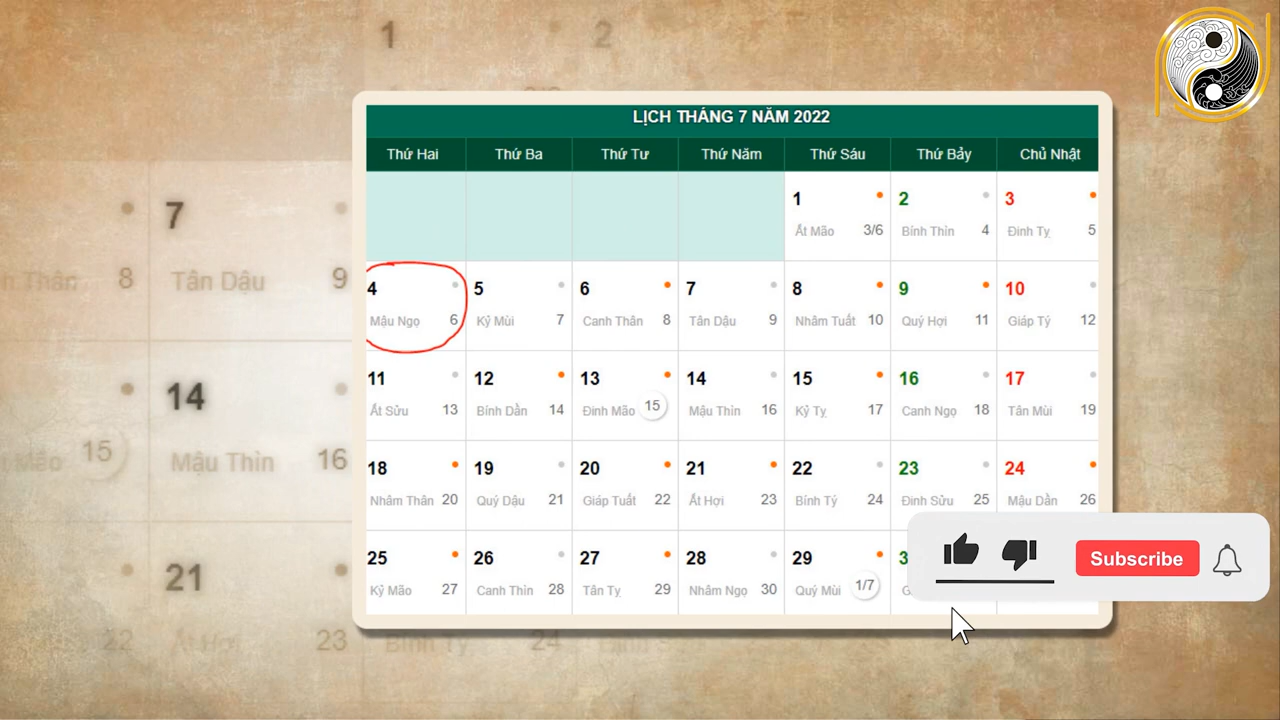 1 2
LỊCH THÁNG 7 NĂM 2022
Thứ Hai Thứ Ba Thứ Tư Thứ Năm Thứ Sáu Thứ Bảy Chủ Nhật
1 2 3
Ất Mão 3/6 Bính Thìn 4 Đinh Tỵ 5
4 5 6 7 8 9 10
Mậu Ngọ 6 Kỷ Mùi 7 Canh Thân 8 Tân Dậu 9 Nhâm Tuất 10 Quý Hợi 11 Giáp Tý 12
11 12 13 14 15 16 17
Ất Sửu 13 Bính Dần 14 Đinh Mão 15 Mậu Thìn 16 Kỷ Tỵ 17 Canh Ngọ 18 Tân Mùi 19
18 19 20 21 22 23 24
Nhâm Thân 20 Quý Dậu 21 Giáp Tuất 22 Ất Hợi 23 Bính Tý 24 Đinh Sửu 25 Mậu Dần 26
25 26 27 28 29 3
Kỷ Mão 27 Canh Thìn 28 Tân Tỵ 29 Nhâm Ngọ 30 Quý Mùi 1/7 G
Subscribe
7
Thân 8 Tân Dậu 9
14
Mão 15 Mậu Thìn 16
21
22 Ất Hợi 23 Bính Tý 24